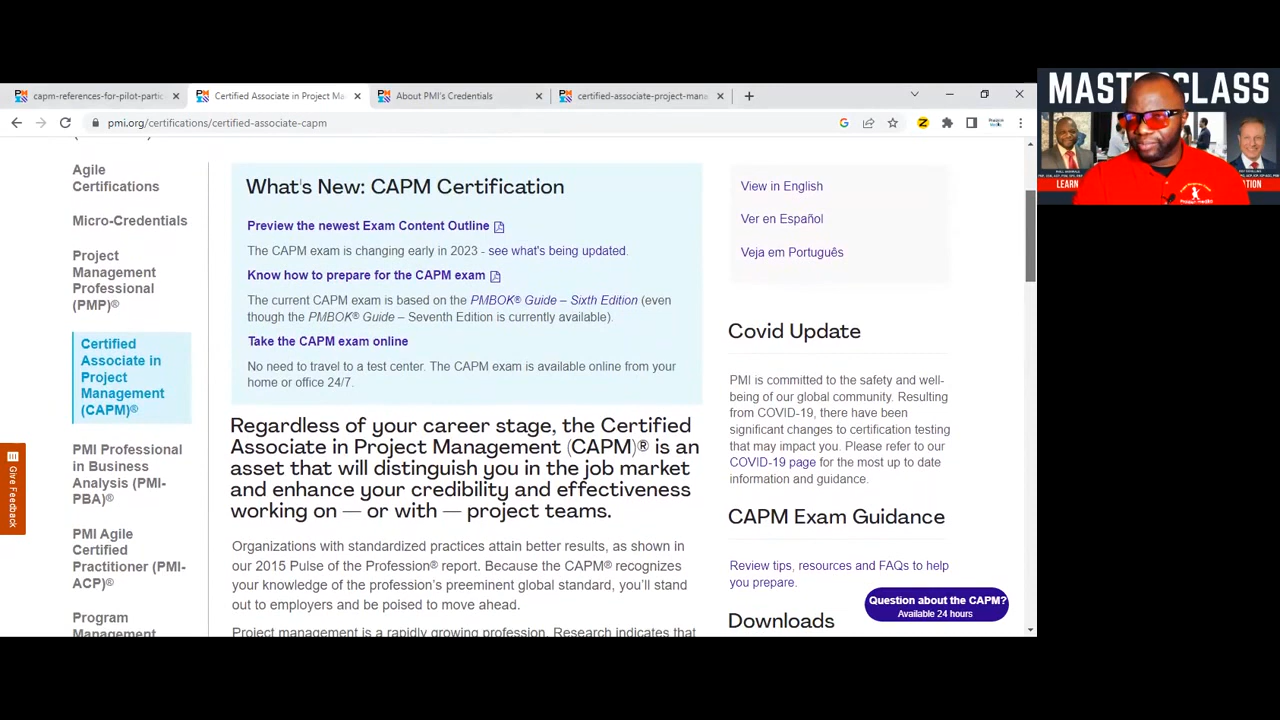 capm-references-for-pilot-partic
Certified Associate in Project Ma
About PMI's Credentials
certified-associate-project-mana
pmi.org/certifications/certified-associate-capm
MASTERCLASS
LEARN
Agile
Certifications
Micro-Credentials
Project
Management
Professional
(PMP)®
Certified
Associate in
Project
Management
(CAPM)®
PMI Professional
in Business
Analysis (PMI-
PBA)®
PMI Agile
Certified
Practitioner (PMI-
ACP)®
Program
Management
Give Feedback
What's New: CAPM Certification
Preview the newest Exam Content Outline
The CAPM exam is changing early in 2023 - see what's being updated.
Know how to prepare for the CAPM exam
The current CAPM exam is based on the PMBOK® Guide – Sixth Edition (even
though the PMBOK® Guide – Seventh Edition is currently available).
Take the CAPM exam online
No need to travel to a test center. The CAPM exam is available online from your
home or office 24/7.
Regardless of your career stage, the Certified
Associate in Project Management (CAPM)® is an
asset that will distinguish you in the job market
and enhance your credibility and effectiveness
working on — or with — project teams.
Organizations with standardized practices attain better results, as shown in
our 2015 Pulse of the Profession® report. Because the CAPM® recognizes
your knowledge of the profession's preeminent global standard, you'll stand
out to employers and be poised to move ahead.
Project management is a rapidly growing profession. Research indicates that
View in English
Ver en Español
Veja em Português
Covid Update
PMI is committed to the safety and well-
being of our global community. Resulting
from COVID-19, there have been
significant changes to certification testing
that may impact you. Please refer to our
COVID-19 page for the most up to date
information and guidance.
CAPM Exam Guidance
Review tips, resources and FAQs to help
you prepare.
Question about the CAPM?
Available 24 hours
Downloads